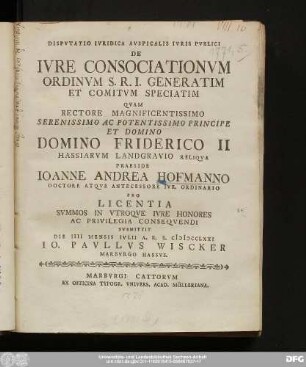 DISPVTATIO IVRIDICA AVSPICALIS IVRIS PVBLICI
DE
IVRE CONSOCIATIONVM
ORDINVM S. R. I. GENERATIM
ET COMITVM SPECIATIM
QVAM
RECTORE MAGNIFICENTISSIMO
SERENISSIMO AC POTENTISSIMO PRINCIPE
ET DOMINO
DOMINO FRIDERICO II
HASSIARVM LANDGRAVIO RELIQVA
PRAESIDE
IOANNE ANDREA HOFMANNO
DOCTORE ATQVE ANTECESSORE IVR. ORDINARIO
PRO
LICENTIA
SVMMOS IN VTROQVE IVRE HONORES
AC PRIVILEGIA CONSEQVENDI
SVBMITTIT
DIE IIII MENSIS IVLII A. R. S. CIƆIƆCCLXXI
IO. PAVLLVS WISCKER
MARBVRGO HASSVS.
MARBVRGI CATTORVM
EX OFFICINA TYPOGR. VNIVERS. ACAD. MÜLLERIANA.
DFG